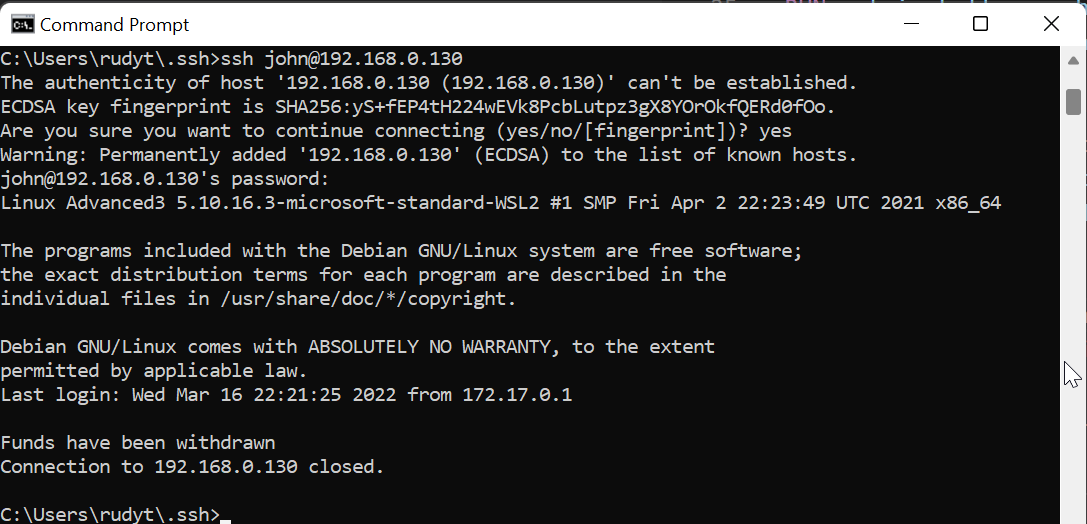 Command Prompt
C:\Users\rudyt\.ssh>ssh john@192.168.0.130
The authenticity of host '192.168.0.130 (192.168.0.130)' can't be established.
ECDSA key fingerprint is SHA256:yS+fEP4tH224wEVk8PcbLutpz3gX8YOrOkfQERd0fOo.
Are you sure you want to continue connecting (yes/no/[fingerprint])? yes
Warning: Permanently added '192.168.0.130' (ECDSA) to the list of known hosts.
john@192.168.0.130's password:
Linux Advanced3 5.10.16.3-microsoft-standard-WSL2 #1 SMP Fri Apr 2 22:23:49 UTC 2021 x86_64
The programs included with the Debian GNU/Linux system are free software;
the exact distribution terms for each program are described in the
individual files in /usr/share/doc/*/copyright.
Debian GNU/Linux comes with ABSOLUTELY NO WARRANTY, to the extent
permitted by applicable law.
Last login: Wed Mar 16 22:21:25 2022 from 172.17.0.1
Funds have been withdrawn
Connection to 192.168.0.130 closed.
C:\Users\rudyt\.ssh>